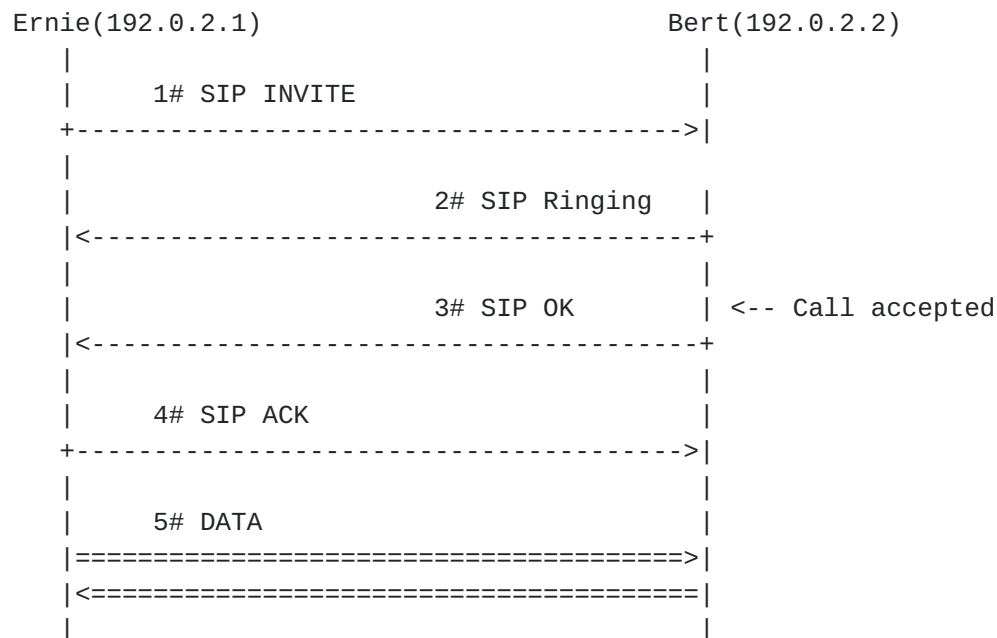 Ernie(192.0.2.1)                          Bert(192.0.2.2)
   |                                        |
   |     1# SIP INVITE                      |
   +--------------------------------------->|
   |
   |                       2# SIP Ringing   |
   |<---------------------------------------+
   |                                        |
   |                       3# SIP OK        | <-- Call accepted
   |<---------------------------------------+
   |                                        |
   |     4# SIP ACK                         |
   +--------------------------------------->|
   |                                        |
   |     5# DATA                            |
   |=======================================>|
   |<=======================================|
   |                                        |